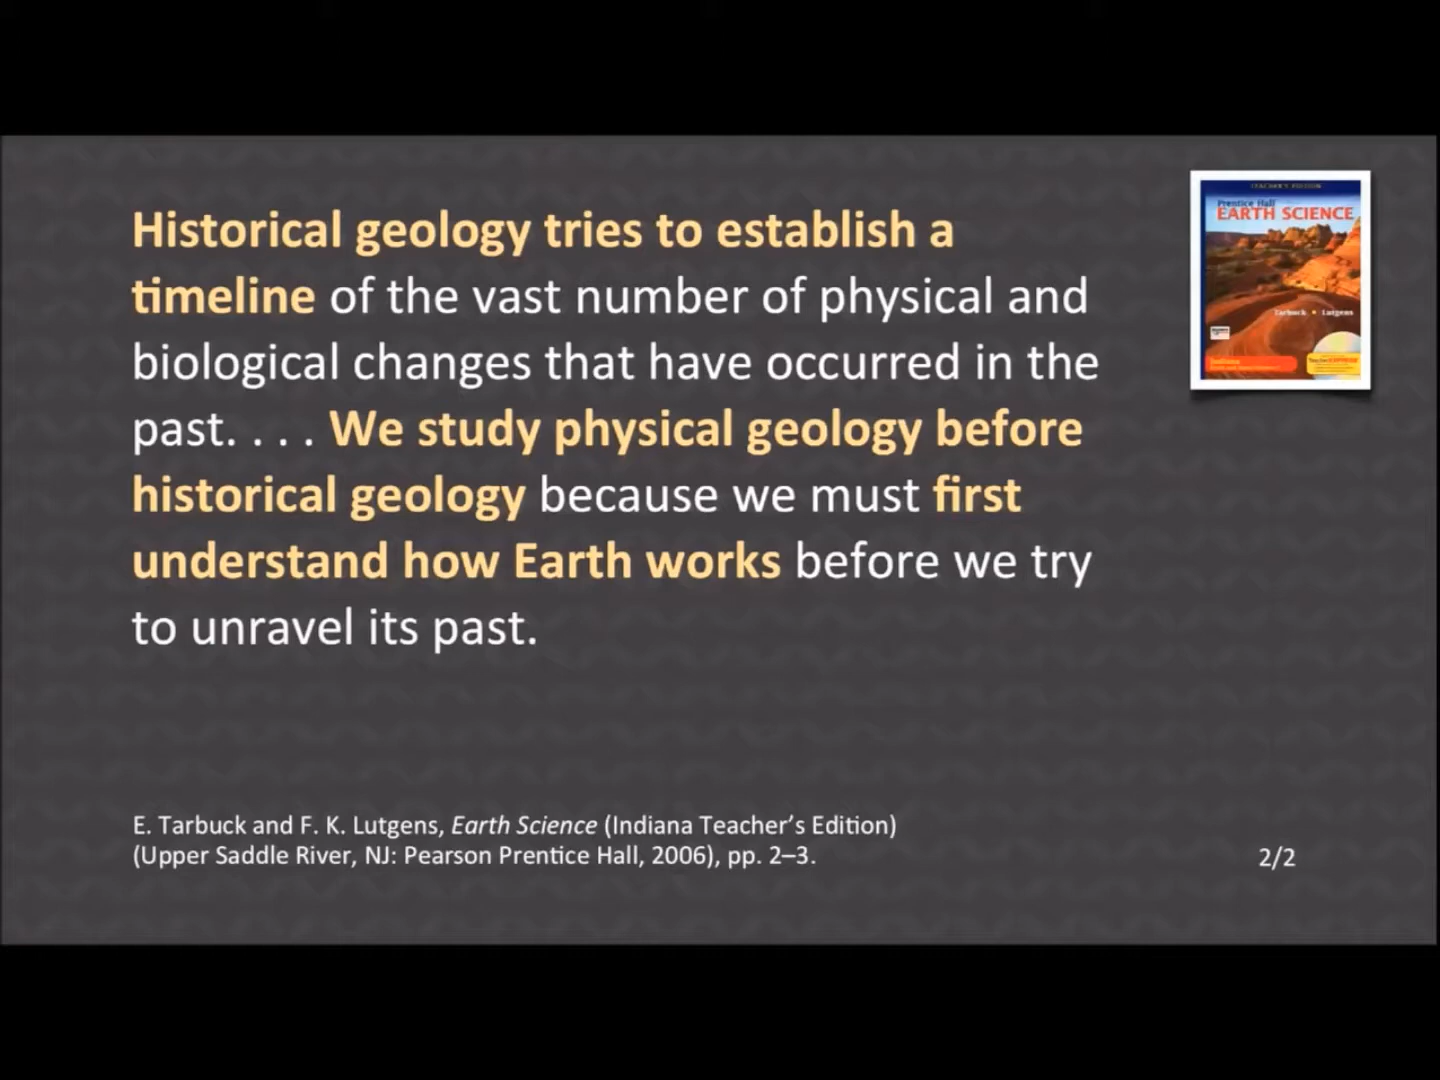 Historical geology tries to establish a
timeline of the vast number of physical and
biological changes that have occurred in the
past. . . . We study physical geology before
historical geology because we must first
understand how Earth works before we try
to unravel its past.
TEACHER'S EDITION
Prentice Hall
EARTH SCIENCE
Tarbuck • Lutgens
E. Tarbuck and F. K. Lutgens, Earth Science (Indiana Teacher's Edition)
(Upper Saddle River, NJ: Pearson Prentice Hall, 2006), pp. 2–3.
2/2